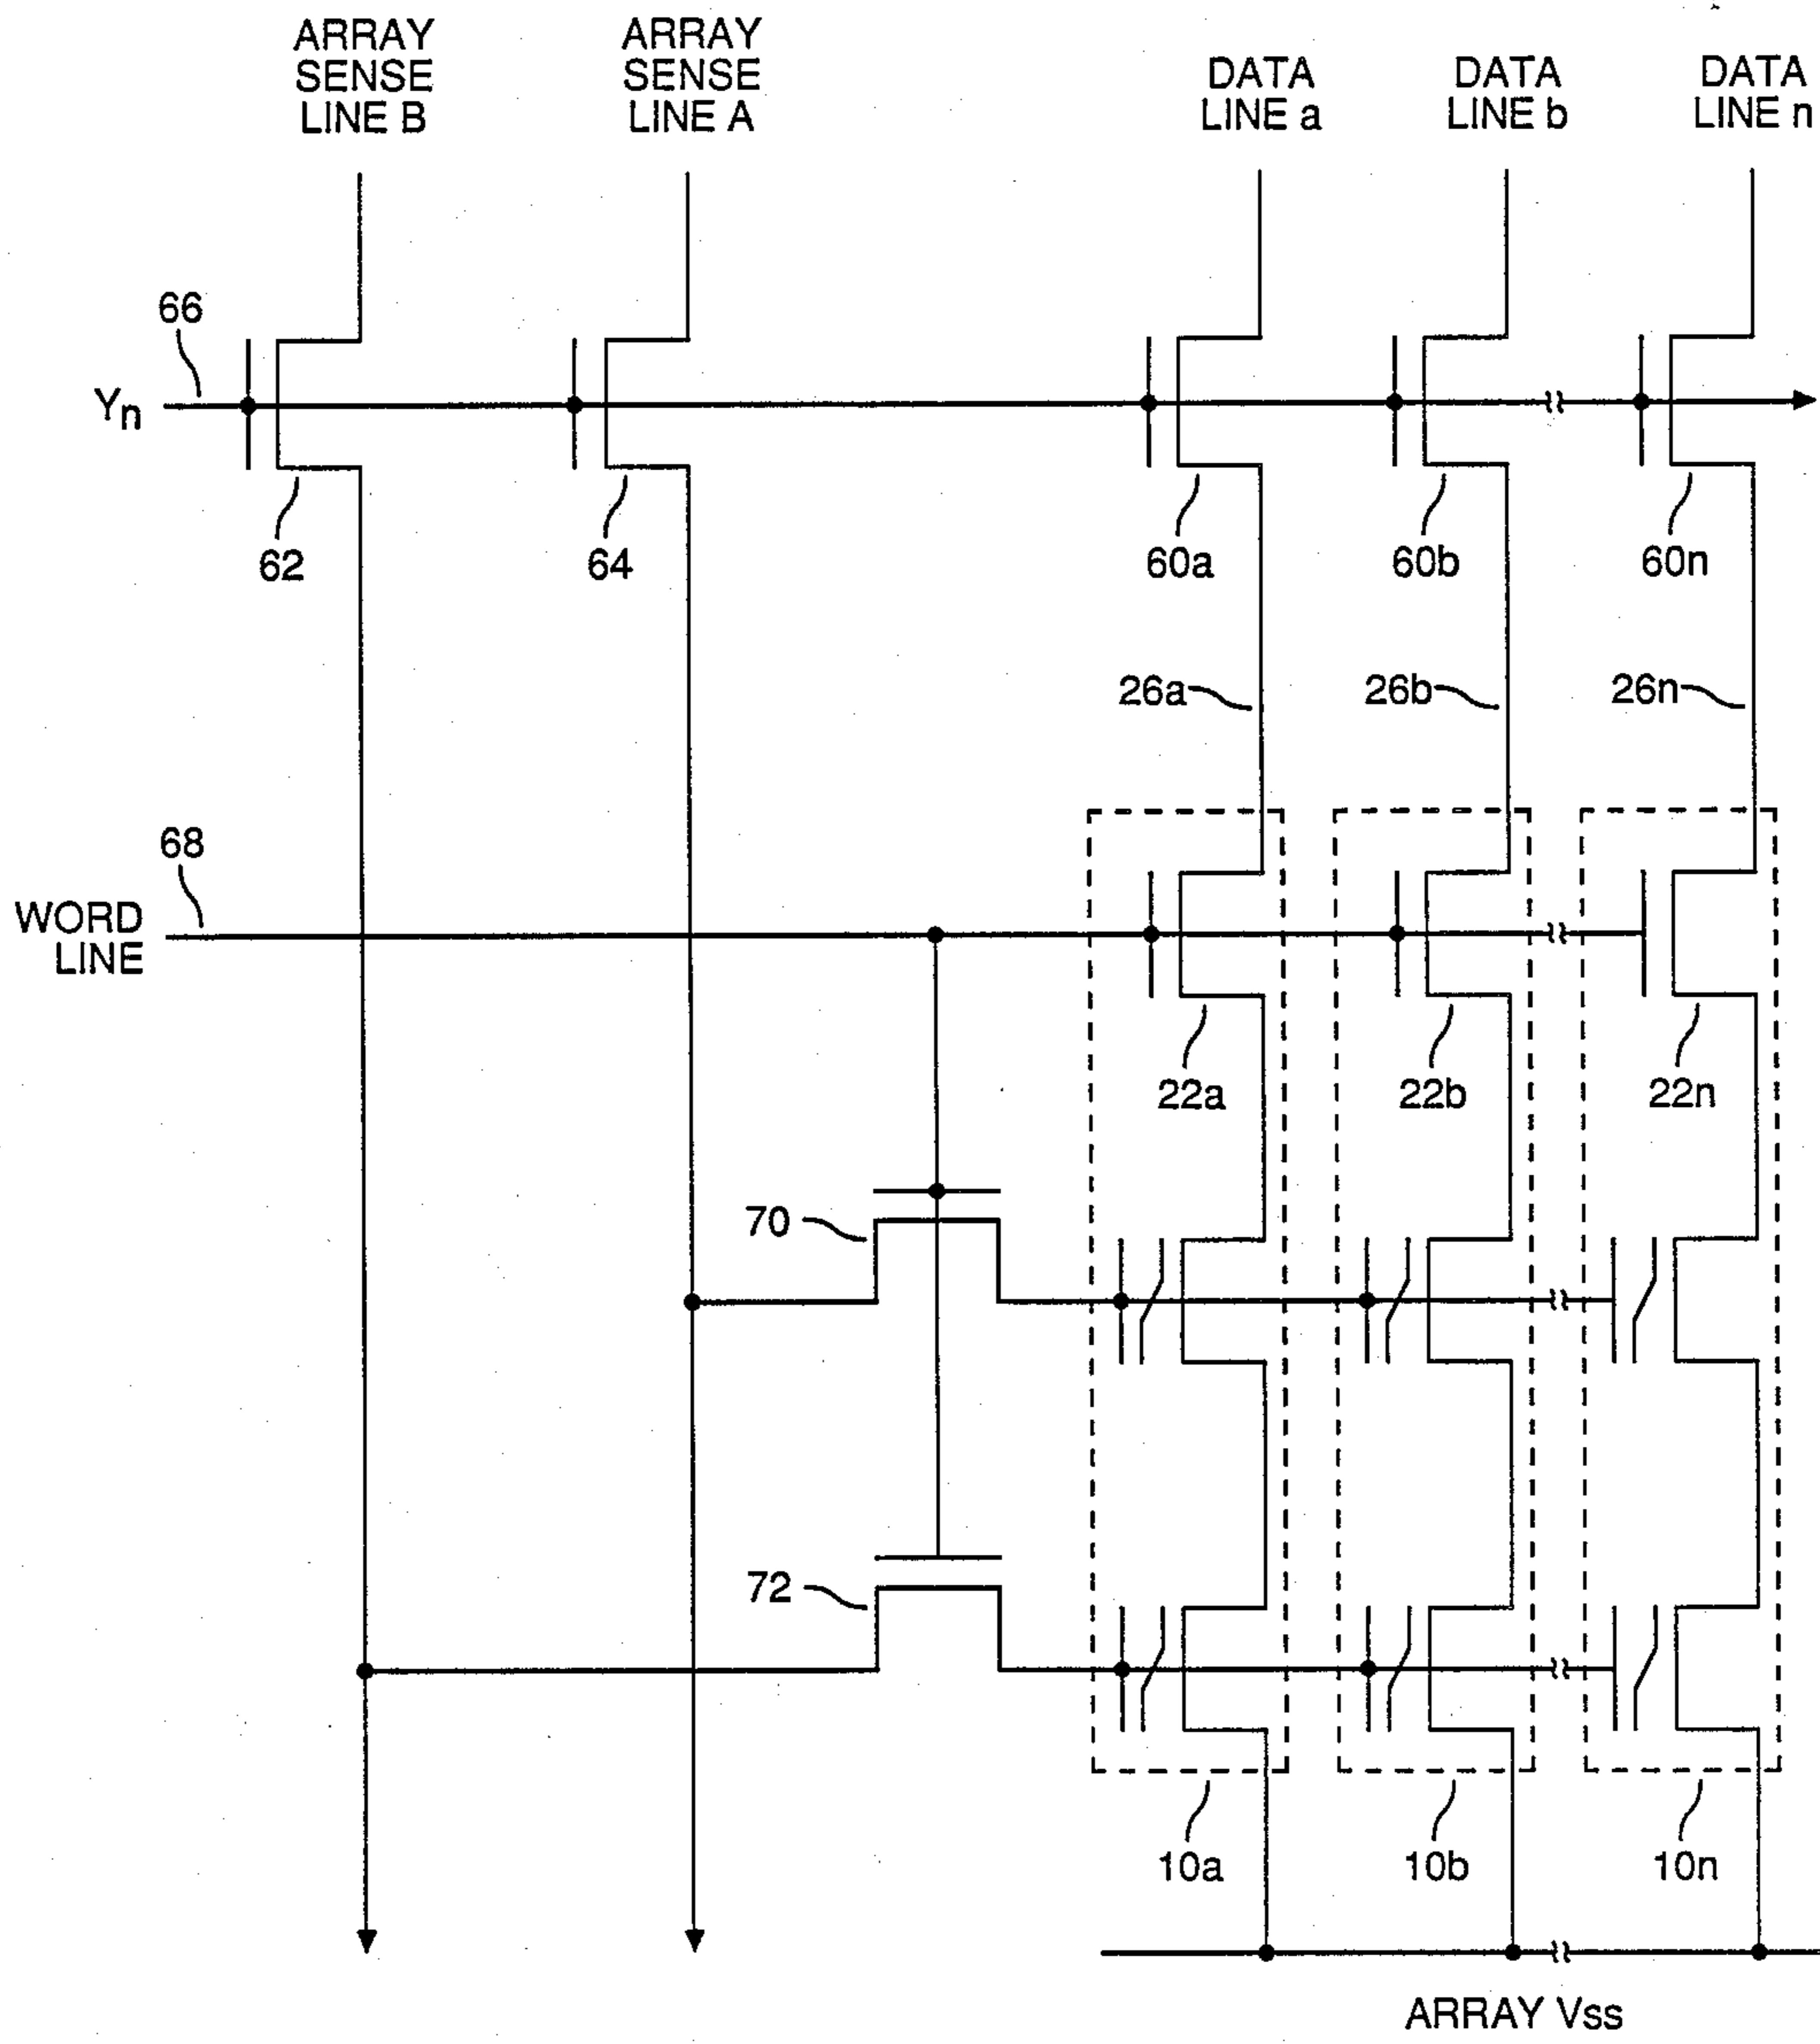 ARRAY
SENSE
LINE B
ARRAY
SENSE
LINE A
DATA
LINE a
DATA
LINE b
DATA
LINE n
66
Yn
62
64
60a
60b
60n
26a
26b
26n
68
WORD
LINE
22a
22b
22n
70
72
10a
10b
10n
ARRAY Vss